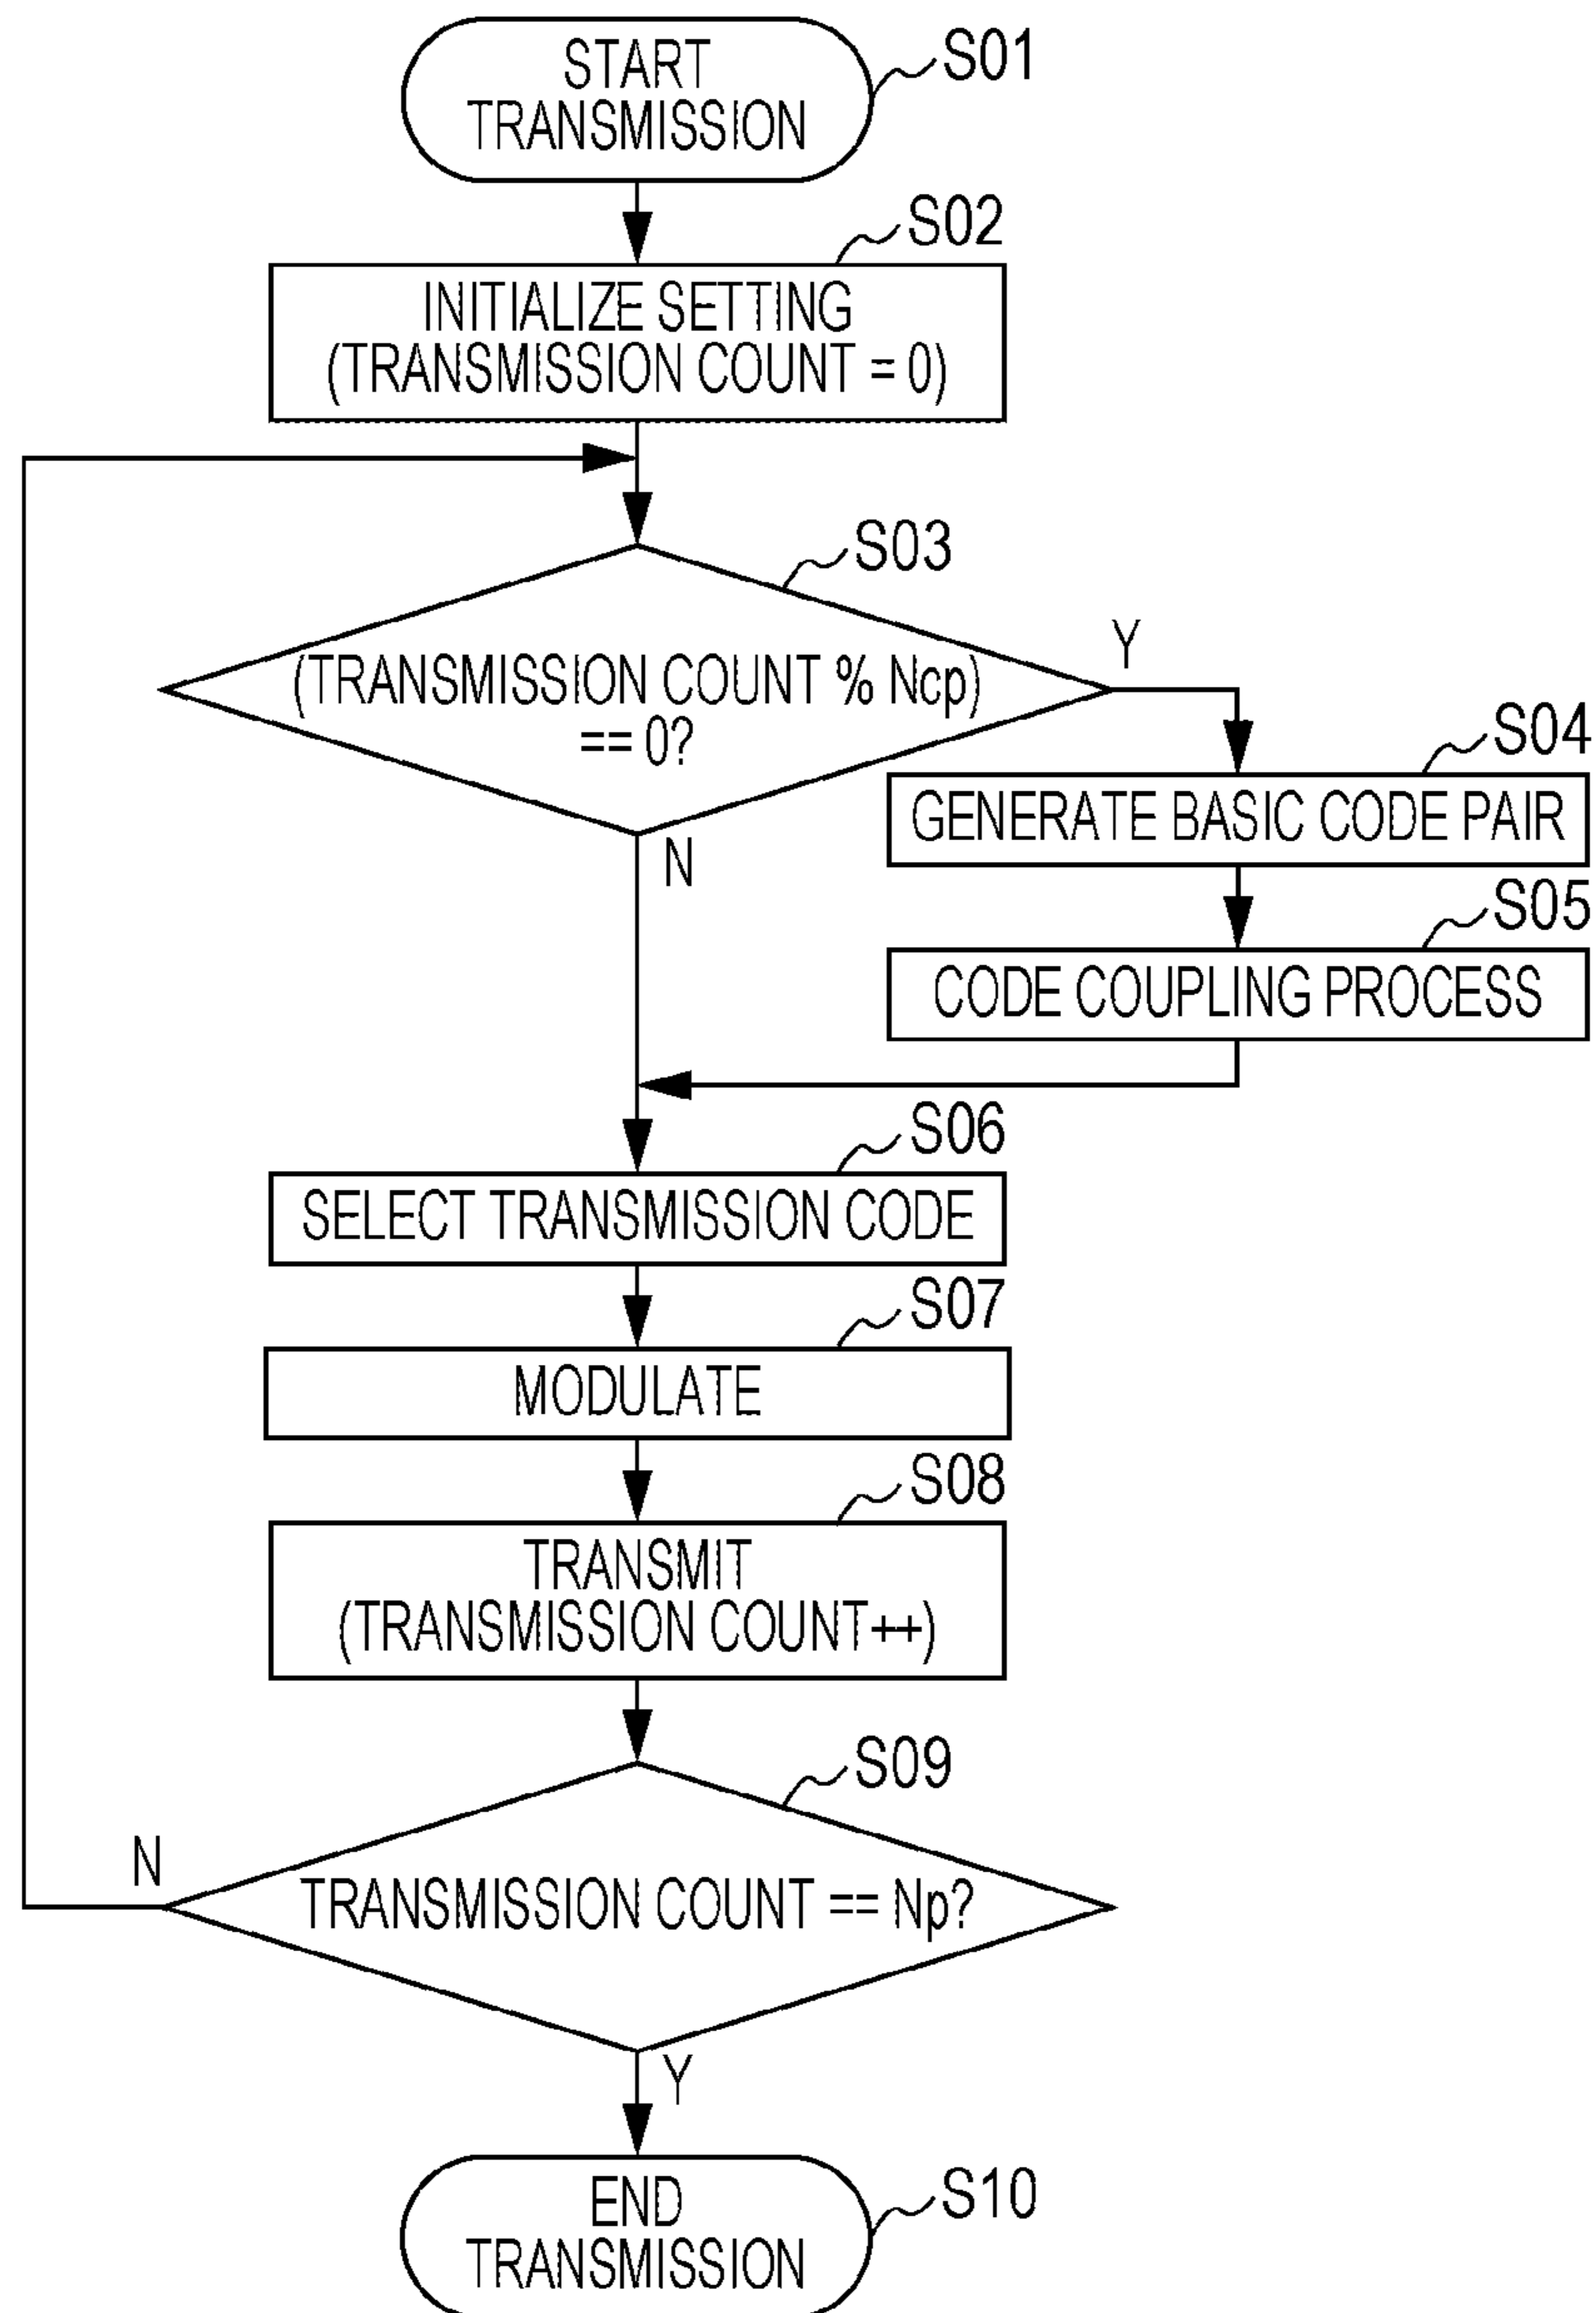 START
TRANSMISSION
S01
S02
INITIALIZE SETTING
(TRANSMISSION COUNT = 0)
S03
(TRANSMISSION COUNT % Ncp)
== 0?
Y
N
S04
GENERATE BASIC CODE PAIR
S05
CODE COUPLING PROCESS
S06
SELECT TRANSMISSION CODE
S07
MODULATE
S08
TRANSMIT
(TRANSMISSION COUNT++)
S09
TRANSMISSION COUNT == Np?
N
Y
END
TRANSMISSION
S10